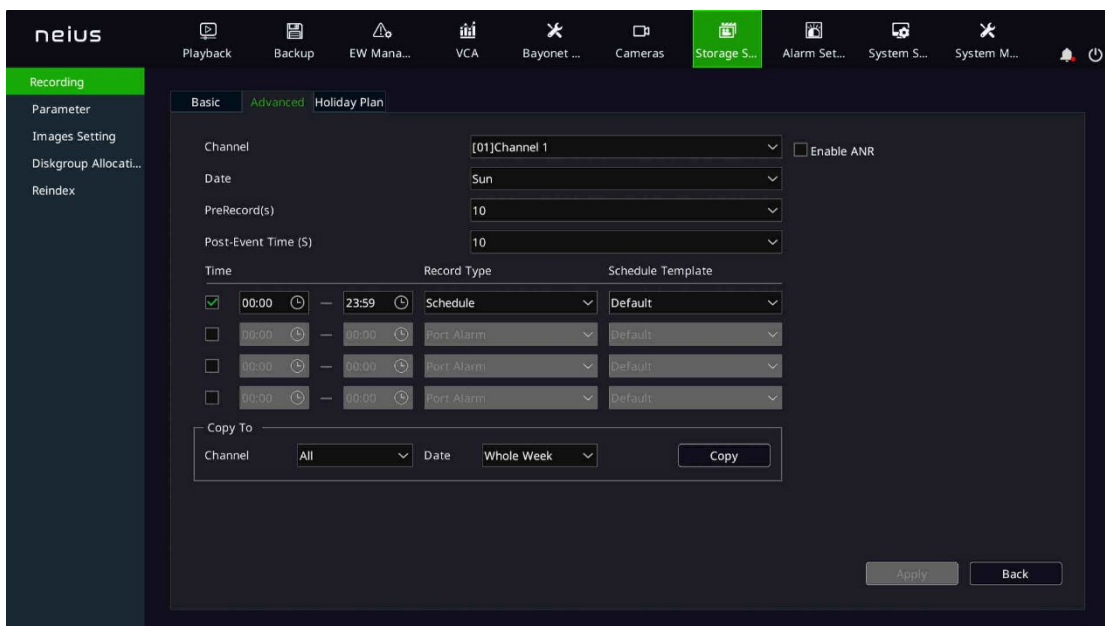 neius
Playback Backup EW Mana... VCA Bayonet ... Cameras Storage S... Alarm Set... System S... System M...
Recording
Parameter
Images Setting
Diskgroup Allocati...
Reindex
Basic Advanced Holiday Plan
Channel [01]Channel 1 Enable ANR
Date Sun
PreRecord(s) 10
Post-Event Time (S) 10
Time Record Type Schedule Template
00:00 — 23:59 Schedule Default
00:00 — 00:00 Port Alarm Default
00:00 — 00:00 Port Alarm Default
00:00 — 00:00 Port Alarm Default
Copy To
Channel All Date Whole Week Copy
Apply Back